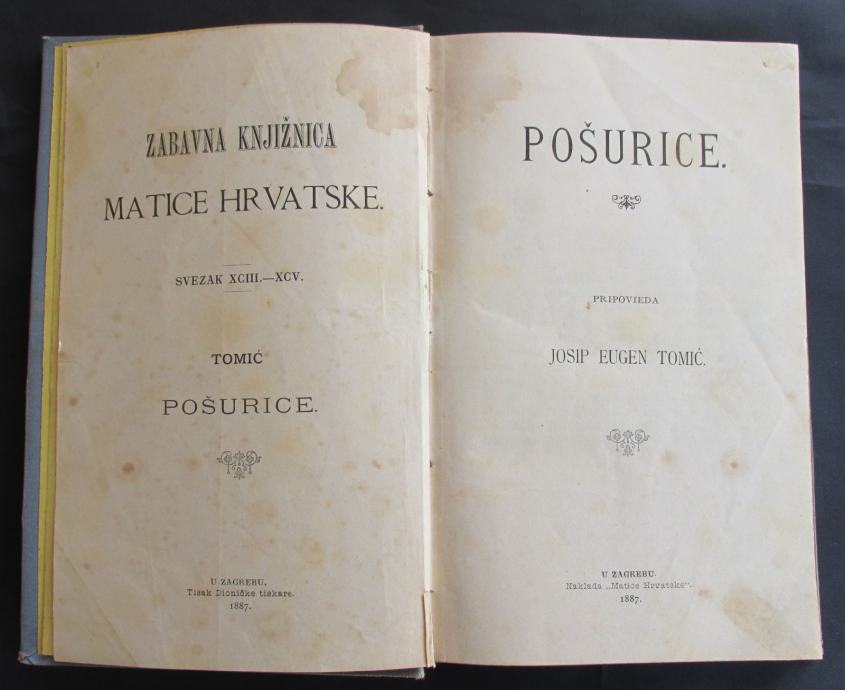 ZABAVNA KNJIŽNICA
MATICE HRVATSKE.
SVEZAK XCIII.—XCV.
TOMIĆ
POŠURICE.
U ZAGREBU,
Tisak Dioničke tiskare.
1887.
POŠURICE.
PRIPOVIEDA
JOSIP EUGEN TOMIĆ.
U ZAGREBU.
Naklada „Matice Hrvatske“.
1887.